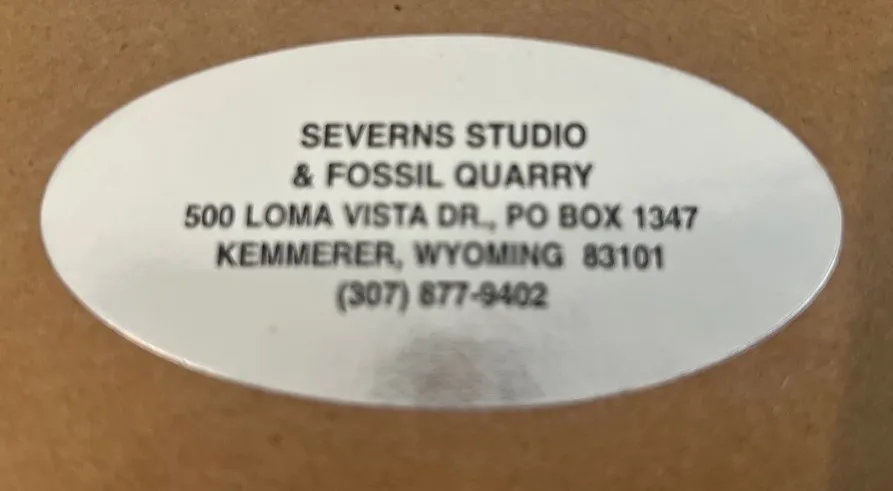 SEVERNS STUDIO
& FOSSIL QUARRY
500 LOMA VISTA DR., PO BOX 1347
KEMMERER, WYOMING 83101
(307) 877-9402